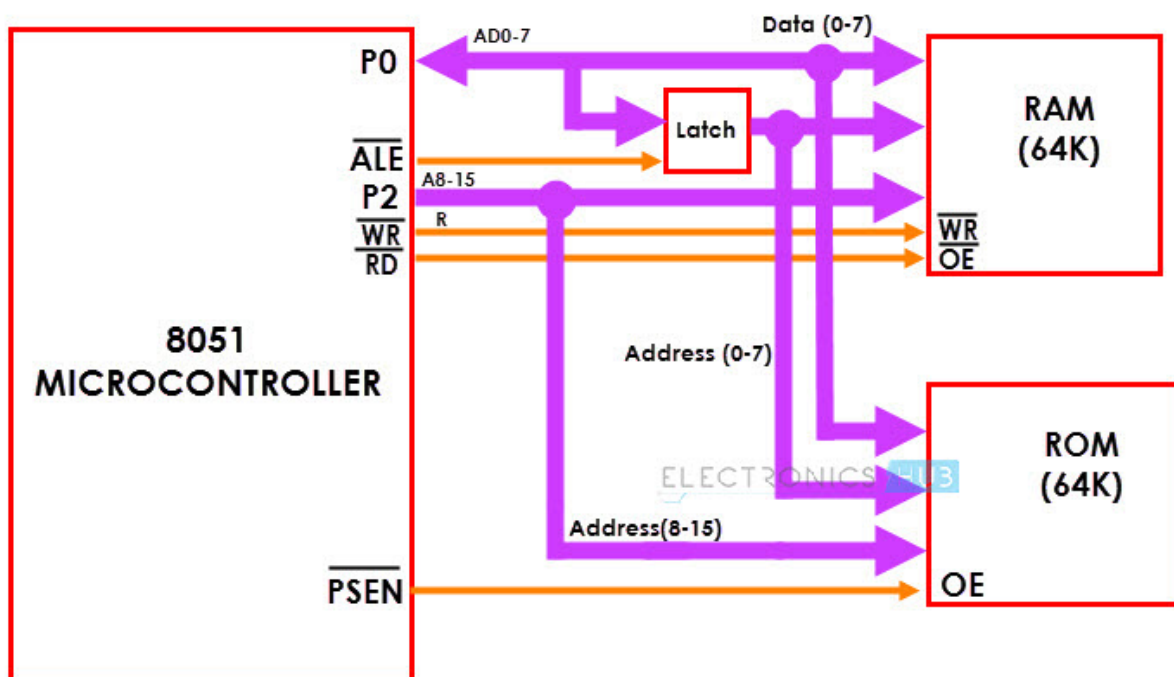 AD0-7
Data (0-7)
P0
RAM
(64K)
Latch
ALE
A8-15
P2
R
WR
WR
RD
OE
8051
MICROCONTROLLER
Address (0-7)
ROM
(64K)
ELECTRONICS HUB
Address(8-15)
PSEN
OE